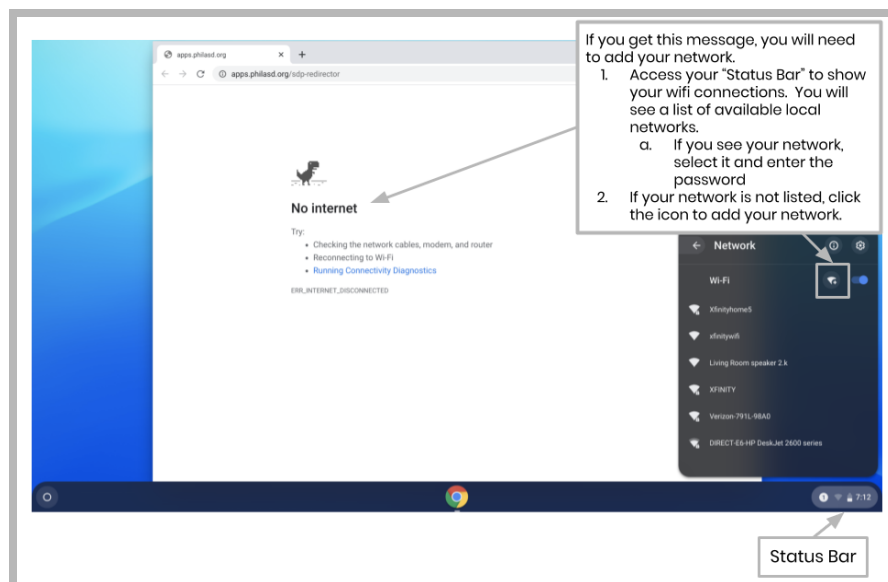 apps.philasd.org
apps.philasd.org/sdp-redirector
If you get this message, you will need
to add your network.
1. Access your “Status Bar” to show
your wifi connections. You will
see a list of available local
networks.
a. If you see your network,
select it and enter the
password
2. If your network is not listed, click
the icon to add your network.
No internet
Try:
• Checking the network cables, modem, and router
• Reconnecting to Wi-Fi
• Running Connectivity Diagnostics
ERR_INTERNET_DISCONNECTED
Network
Wi-Fi
Xfinityhome5
xfinitywifi
Living Room speaker 2.k
XFINITY
Verizon-791L-98AD
DIRECT-E6-HP DeskJet 2600 series
1 7:12
Status Bar